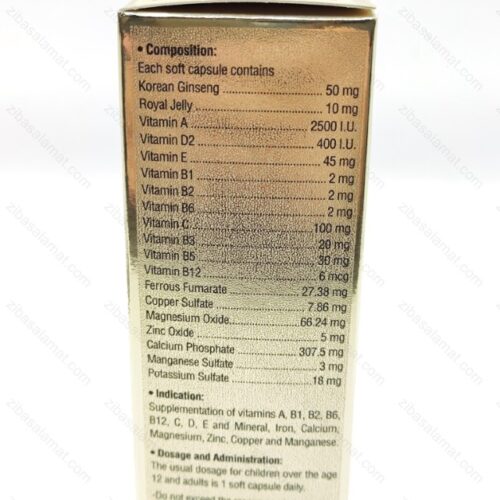 • Composition:
Each soft capsule contains
Korean Ginseng ........ 50 mg
Royal Jelly ........ 10 mg
Vitamin A ........ 2500 I.U.
Vitamin D2 ........ 400 I.U.
Vitamin E ........ 45 mg
Vitamin B1 ........ 2 mg
Vitamin B2 ........ 2 mg
Vitamin B6 ........ 2 mg
Vitamin C ........ 100 mg
Vitamin B3 ........ 20 mg
Vitamin B5 ........ 30 mg
Vitamin B12 ........ 6 mcg
Ferrous Fumarate ........ 27.38 mg
Copper Sulfate ........ 7.86 mg
Magnesium Oxide ........ 66.24 mg
Zinc Oxide ........ 5 mg
Calcium Phosphate ........ 307.5 mg
Manganese Sulfate ........ 3 mg
Potassium Sulfate ........ 18 mg
• Indication:
Supplementation of vitamins A, B1, B2, B6,
B12, C, D, E and Mineral, Iron, Calcium,
Magnesium, Zinc, Copper and Manganese.
• Dosage and Administration:
The usual dosage for children over the age
12 and adults is 1 soft capsule daily.
-Do not exceed the
zibasalamat.com